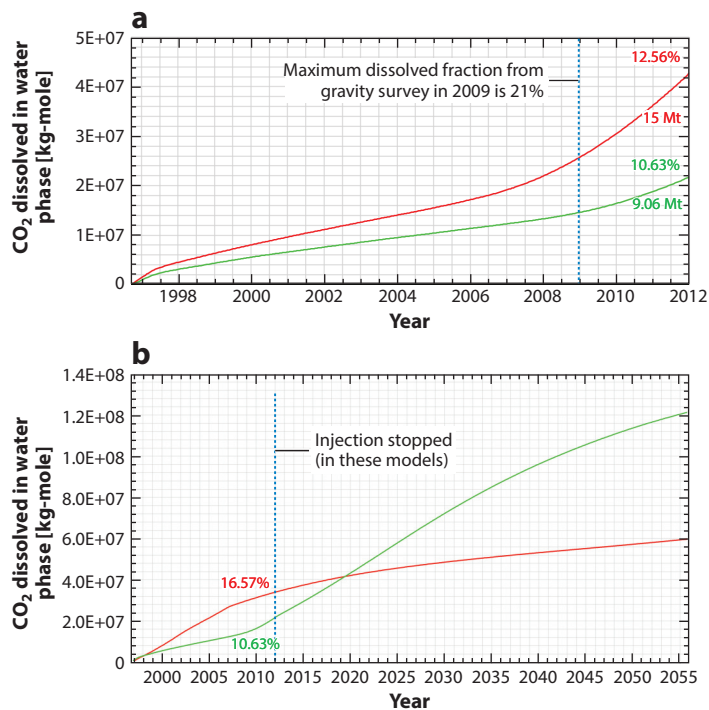 a
CO2 dissolved in water
phase [kg-mole]
5E+07
4E+07
3E+07
2E+07
1E+07
0
Maximum dissolved fraction from
gravity survey in 2009 is 21%
12.56%
15 Mt
10.63%
9.06 Mt
1998 2000 2002 2004 2006 2008 2010 2012
Year
b
CO2 dissolved in water
phase [kg-mole]
1.4E+08
1.2E+08
1.0E+08
8.0E+07
6.0E+07
4.0E+07
2.0E+07
0
Injection stopped
(in these models)
16.57%
10.63%
2000 2005 2010 2015 2020 2025 2030 2035 2040 2045 2050 2055
Year